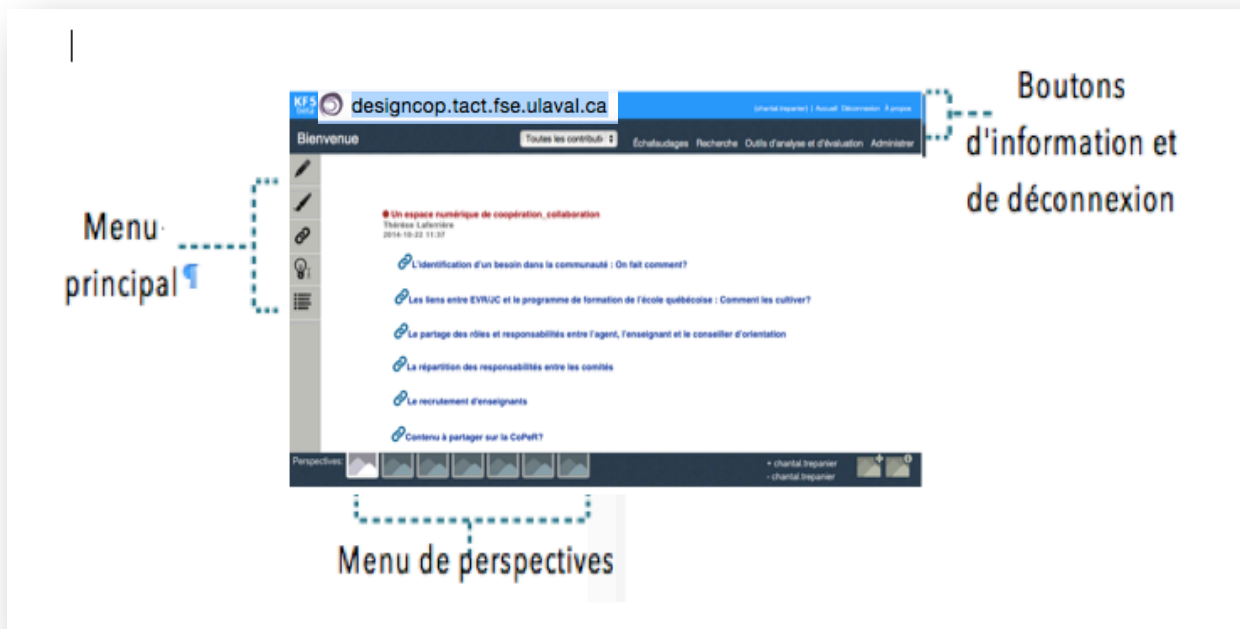 KF5
beta
designcop.tact.fse.ulaval.ca
(chantal.trepanier) | Accueil Déconnexion À propos
Bienvenue
Toutes les contributi
Échafaudages Recherche Outils d'analyse et d'évaluation Administrer
Boutons
d'information et
de déconnexion
Menu
principal¶
Un espace numérique de coopération_collaboration
Thérèse Laferrière
2014-10-22 11:57
L'identification d'un besoin dans la communauté : On fait comment?
Les liens entre EVR/JC et le programme de formation de l'école québécoise : Comment les cultiver?
Le partage des rôles et responsabilités entre l'agent, l'enseignant et le conseiller d'orientation
La répartition des responsabilités entre les comités
Le recrutement d'enseignants
Contenu à partager sur la CoPeR?
Perspectives:
+ chantal.trepanier
- chantal.trepanier
Menu de perspectives